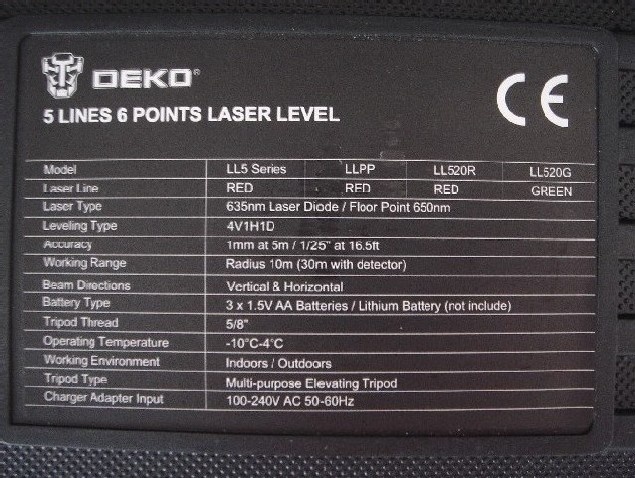 DEKO®
CE
5 LINES 6 POINTS LASER LEVEL
Model LL5 Series LLPP LL520R LL520G
Laser Line RED RED RED GREEN
Laser Type 635nm Laser Diode / Floor Point 650nm
Leveling Type 4V1H1D
Accuracy 1mm at 5m / 1/25" at 16.5ft
Working Range Radius 10m (30m with detector)
Beam Directions Vertical & Horizontal
Battery Type 3 x 1.5V AA Batteries / Lithium Battery (not include)
Tripod Thread 5/8"
Operating Temperature -10°C-4°C
Working Environment Indoors / Outdoors
Tripod Type Multi-purpose Elevating Tripod
Charger Adapter Input 100-240V AC 50-60Hz